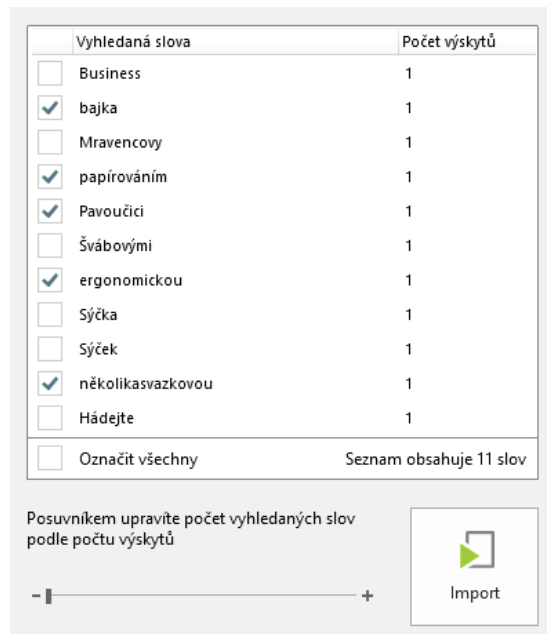 Vyhledaná slova Počet výskytů
Business 1
bajka 1
Mravencovy 1
papírováním 1
Pavoučici 1
Švábovými 1
ergonomickou 1
Sýčka 1
Sýček 1
několikasvazkovou 1
Hádejte 1
Označit všechny Seznam obsahuje 11 slov
Posuvníkem upravíte počet vyhledaných slov
podle počtu výskytů
- +
Import